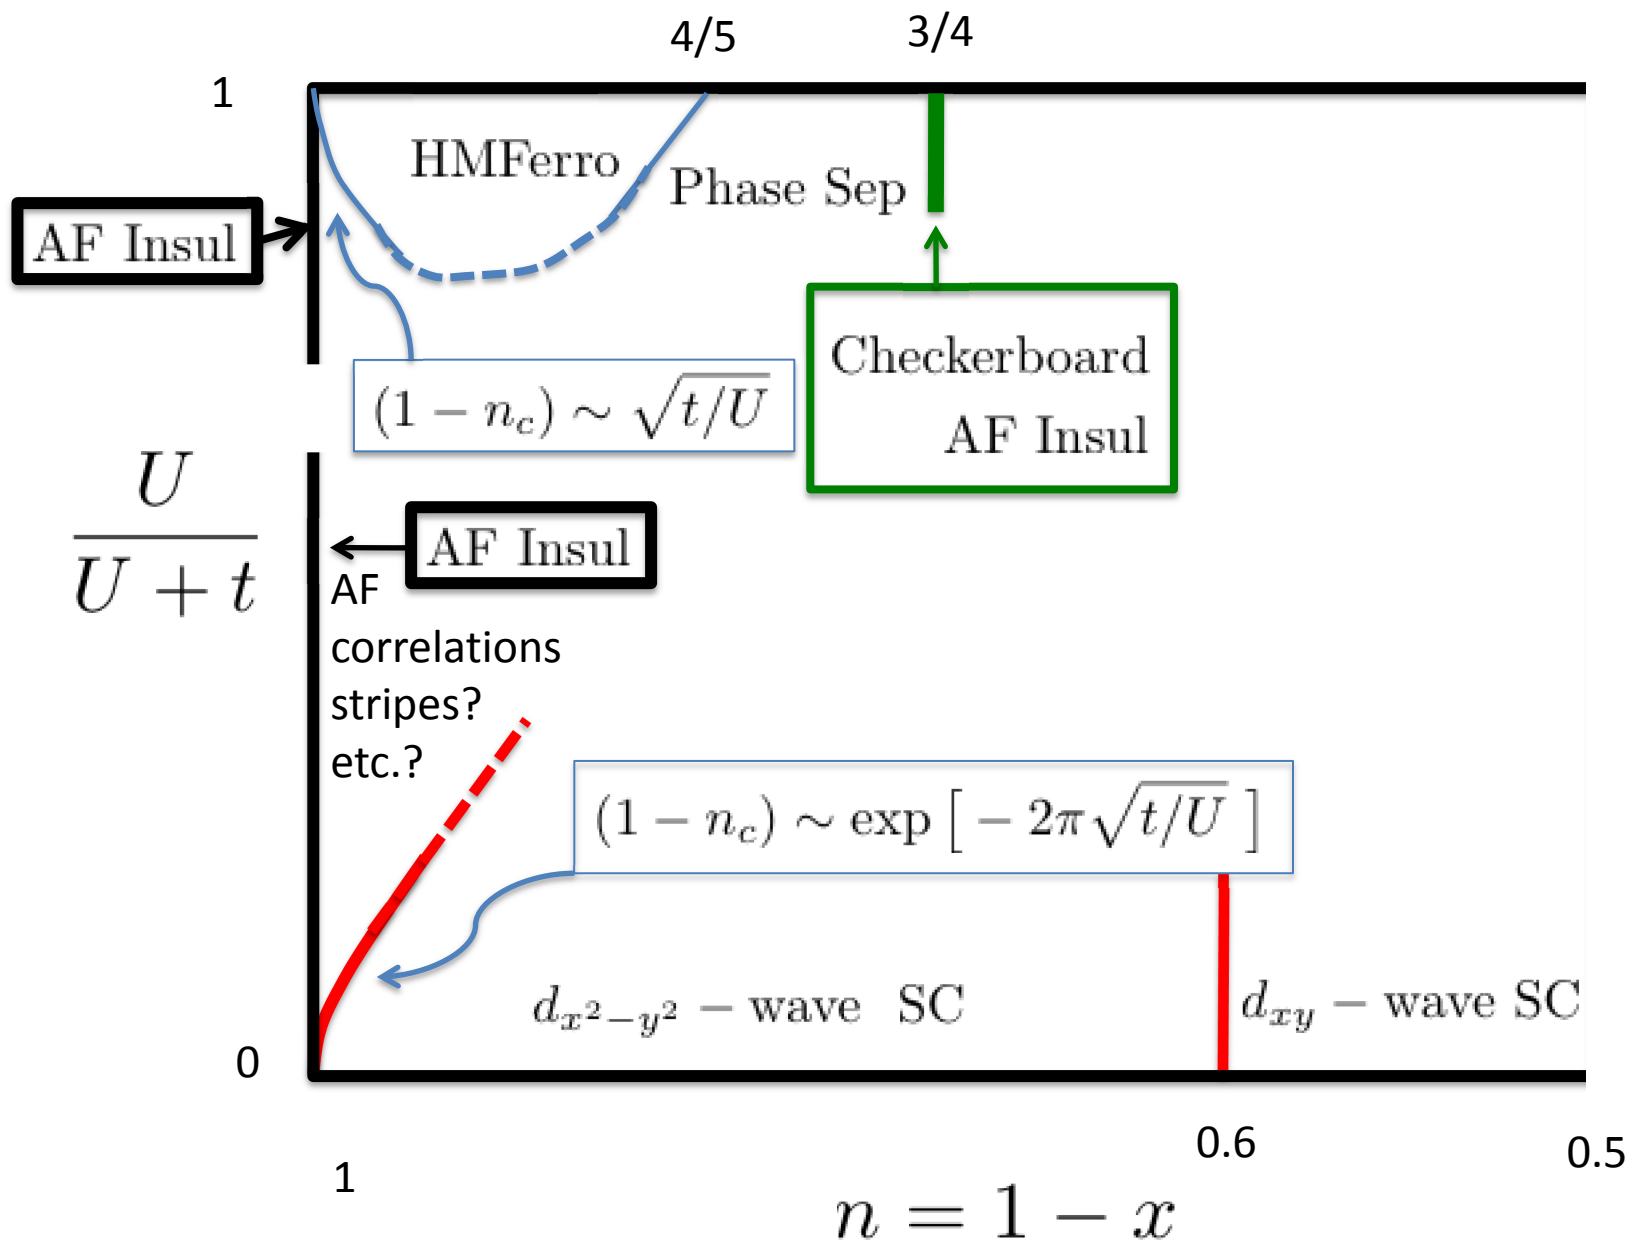 4/5
3/4
1
HMFerro
Phase Sep
AF Insul
Checkerboard
AF Insul
(1 − n_c) ∼ √(t/U)
U
U + t
AF Insul
AF
correlations
stripes?
etc.?
(1 − n_c) ∼ exp [ − 2π√(t/U) ]
d_{x²−y²} − wave SC
d_{xy} − wave SC
0
1
0.6
0.5
n = 1 − x